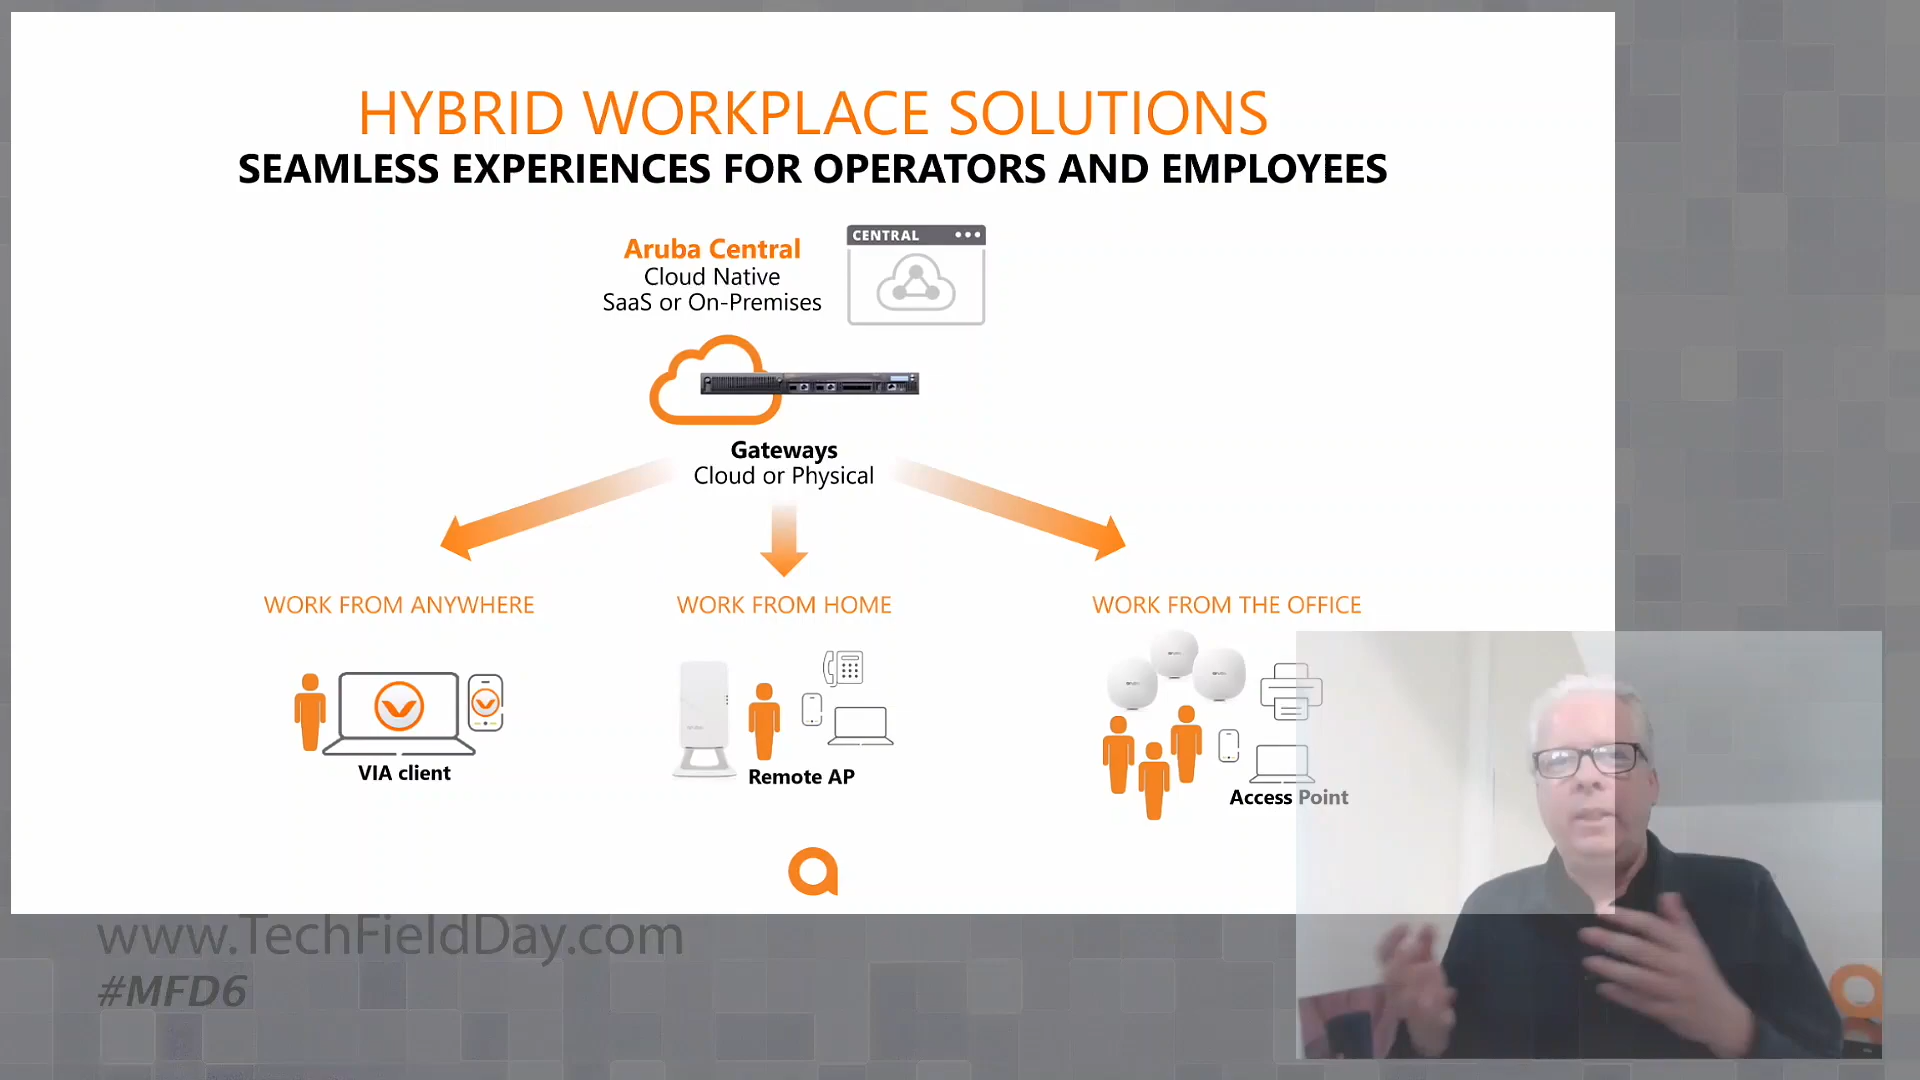 HYBRID WORKPLACE SOLUTIONS
SEAMLESS EXPERIENCES FOR OPERATORS AND EMPLOYEES
Aruba Central
Cloud Native
SaaS or On-Premises
CENTRAL
Gateways
Cloud or Physical
WORK FROM ANYWHERE
WORK FROM HOME
WORK FROM THE OFFICE
VIA client
Remote AP
Access Point
www.TechFieldDay.com
#MFD6